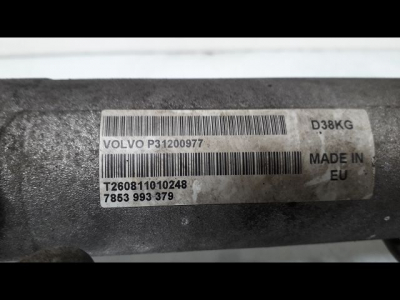 D38KG
VOLVO P31200977
MADE IN
EU
T260811010248
7853 993 379